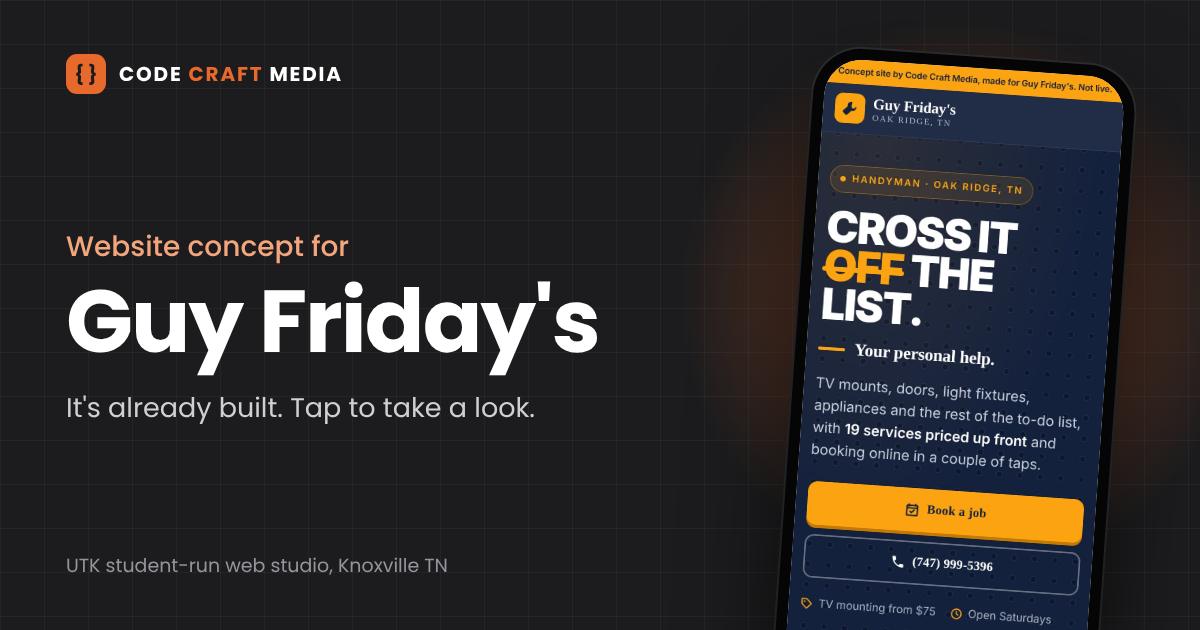 { } CODE CRAFT MEDIA
Website concept for
Guy Friday's
It's already built. Tap to take a look.
UTK student-run web studio, Knoxville TN
Concept site by Code Craft Media, made for Guy Friday's. Not live.
Guy Friday's
OAK RIDGE, TN
HANDYMAN · OAK RIDGE, TN
CROSS IT
OFF THE
LIST.
Your personal help.
TV mounts, doors, light fixtures,
appliances and the rest of the to-do list,
with 19 services priced up front and
booking online in a couple of taps.
Book a job
(747) 999-5396
TV mounting from $75
Open Saturdays